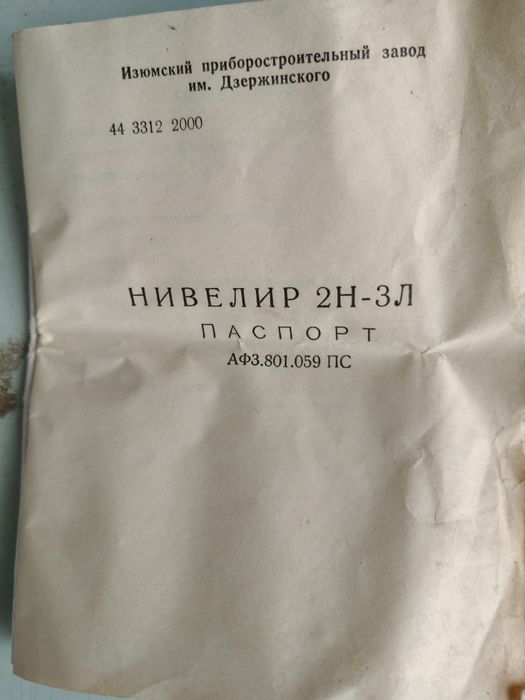 Изюмский приборостроительный завод
им. Дзержинского
44 3312 2000
НИВЕЛИР 2Н-3Л
ПАСПОРТ
АФ3.801.059 ПС